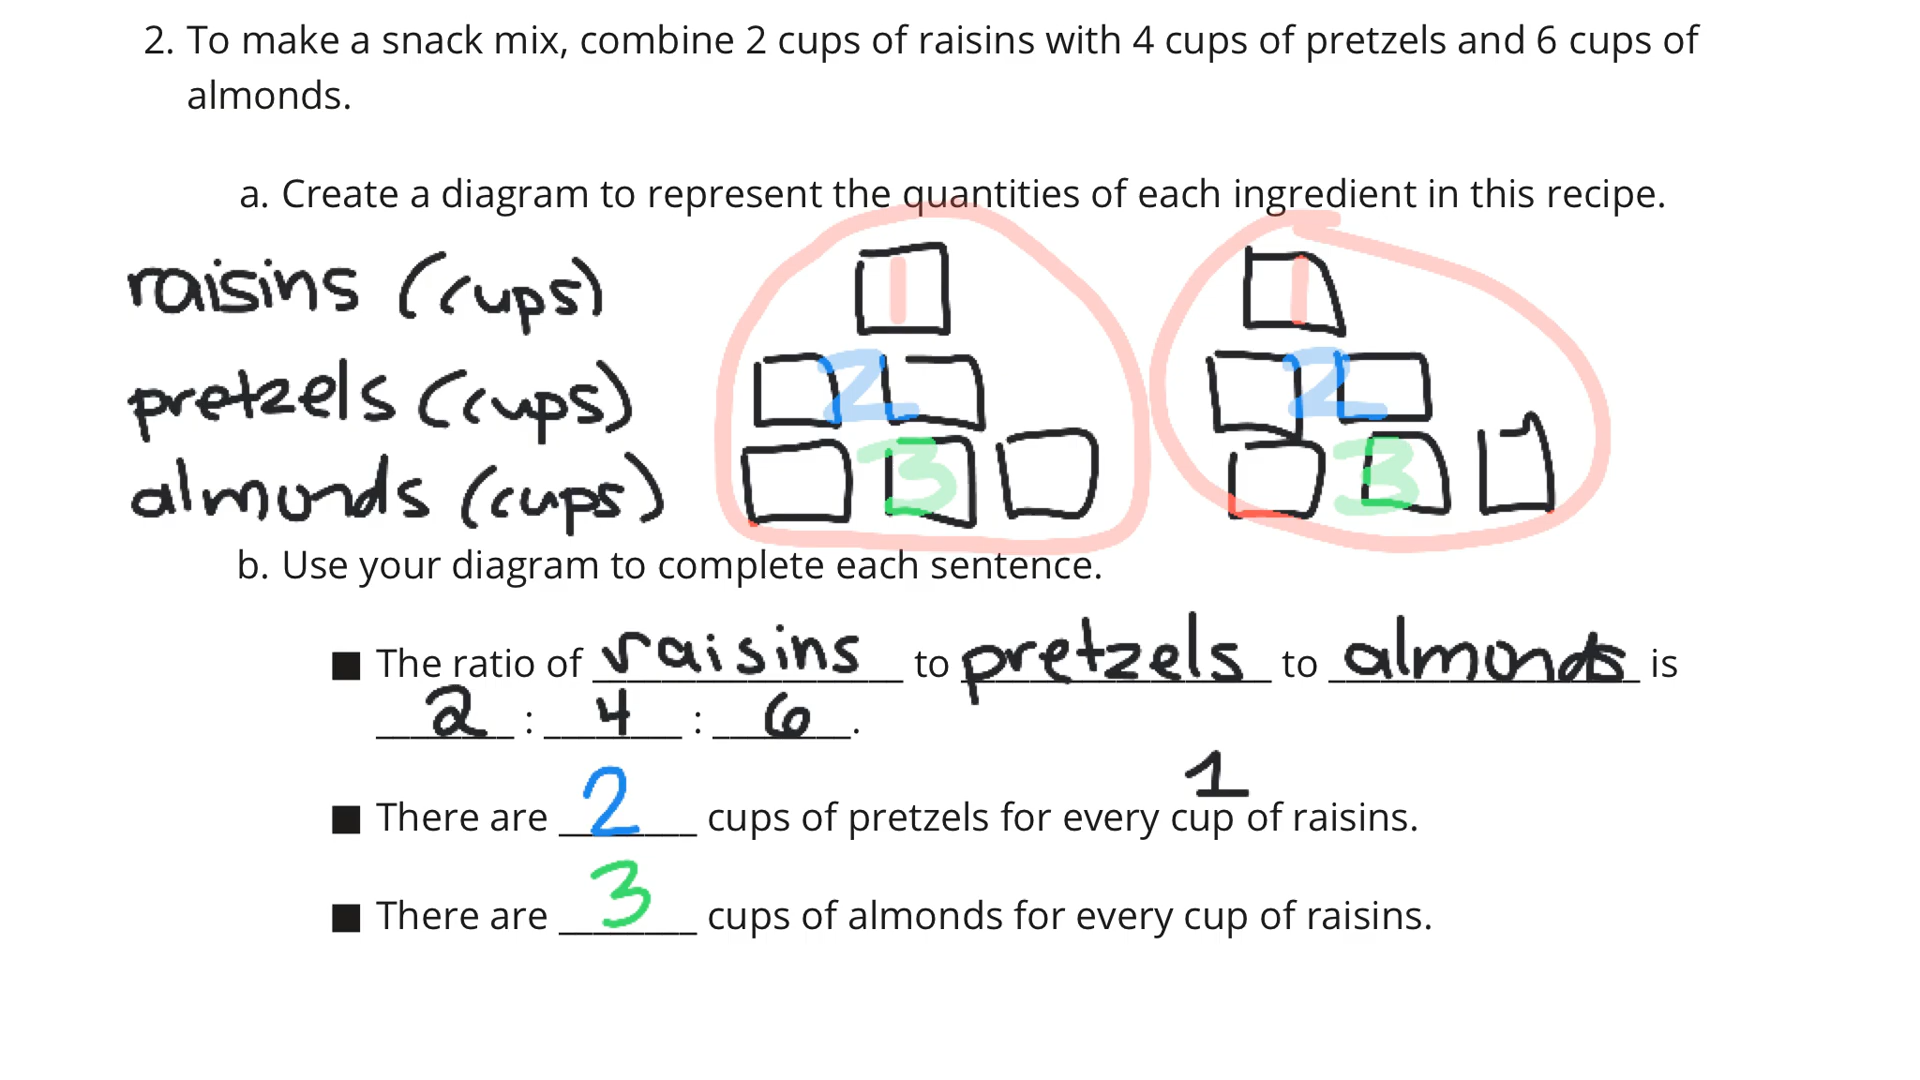 2. To make a snack mix, combine 2 cups of raisins with 4 cups of pretzels and 6 cups of
almonds.
a. Create a diagram to represent the quantities of each ingredient in this recipe.
raisins (cups) 1 1
pretzels (cups) 2 2
almonds (cups) 3 3
b. Use your diagram to complete each sentence.
■ The ratio of raisins to pretzels to almonds is
2 : 4 : 6.
1
■ There are 2 cups of pretzels for every cup of raisins.
■ There are 3 cups of almonds for every cup of raisins.